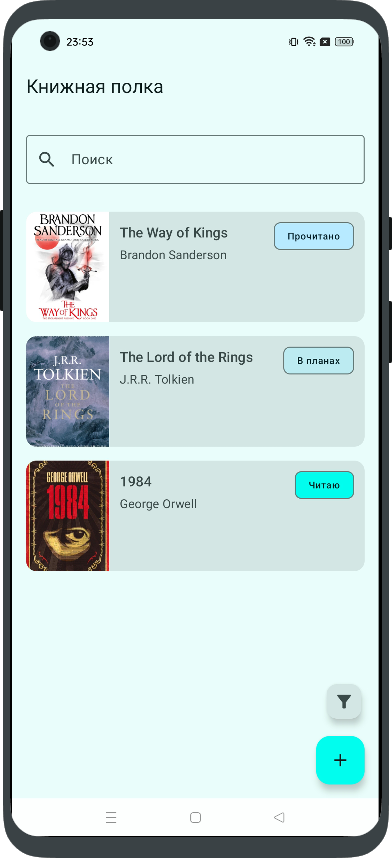 23:53
100
Книжная полка
Поиск
BRANDON
SANDERSON
THE
WAY OF KINGS
The Way of Kings
Прочитано
Brandon Sanderson
J.R.R.
TOLKIEN
THE
LORD
OF THE
RINGS
The Lord of the Rings
В планах
J.R.R. Tolkien
GEORGE ORWELL
1984
1984
Читаю
George Orwell